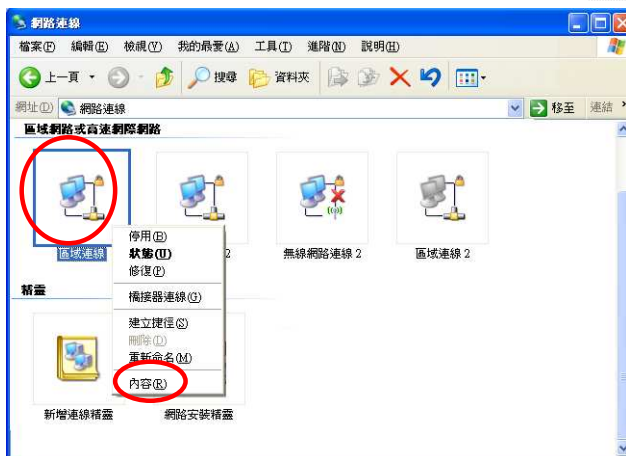 網路連線
檔案(F) 編輯(E) 檢視(V) 我的最愛(A) 工具(T) 進階(N) 說明(H)
上一頁 搜尋 資料夾
網址(D) 網路連線 移至 連結
區域網路或高速網際網路
區域連線 2 無線網路連線 2 區域連線 2
停用(B)
狀態(U)
修復(P)
橋接器連線(G)
建立捷徑(S)
刪除(D)
重新命名(M)
內容(R)
精靈
新增連線精靈 網路安裝精靈